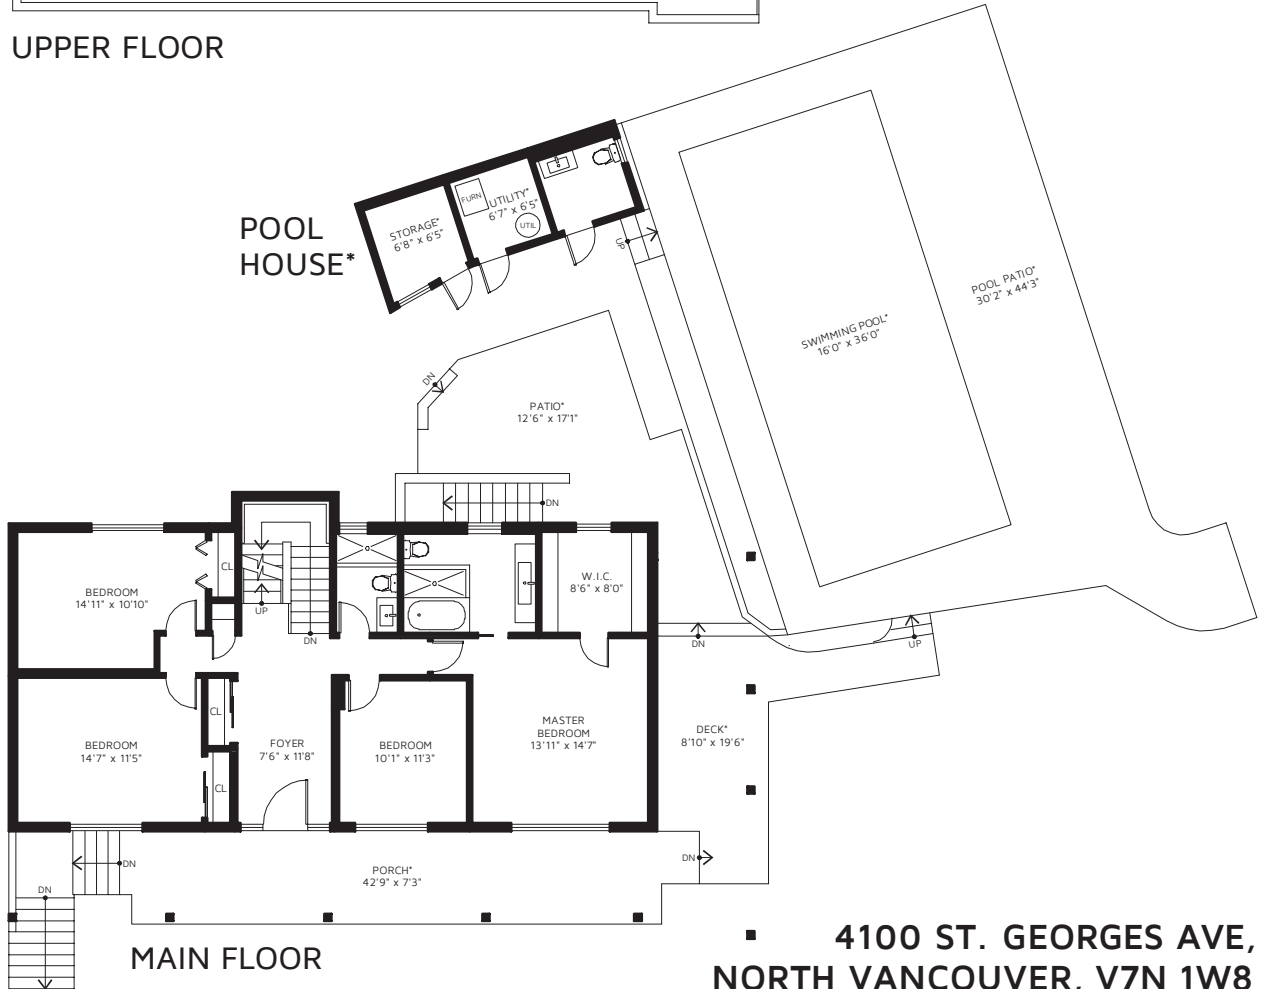 UPPER FLOOR
POOL
HOUSE*
STORAGE*
6'8" x 6'5"
FURN
UTILITY*
6'7" x 6'5"
UTIL
UP
POOL PATIO*
30'2" x 44'3"
SWIMMING POOL*
16'0" x 36'0"
DN
PATIO*
12'6" x 17'1"
DN
BEDROOM
14'11" x 10'10"
CL
UP
DN
W.I.C.
8'6" x 8'0"
DN
UP
BEDROOM
14'7" x 11'5"
CL
CL
FOYER
7'6" x 11'8"
BEDROOM
10'1" x 11'3"
MASTER
BEDROOM
13'11" x 14'7"
DECK*
8'10" x 19'6"
DN
DN
DN
PORCH*
42'9" x 7'3"
MAIN FLOOR
4100 ST. GEORGES AVE,
NORTH VANCOUVER, V7N 1W8